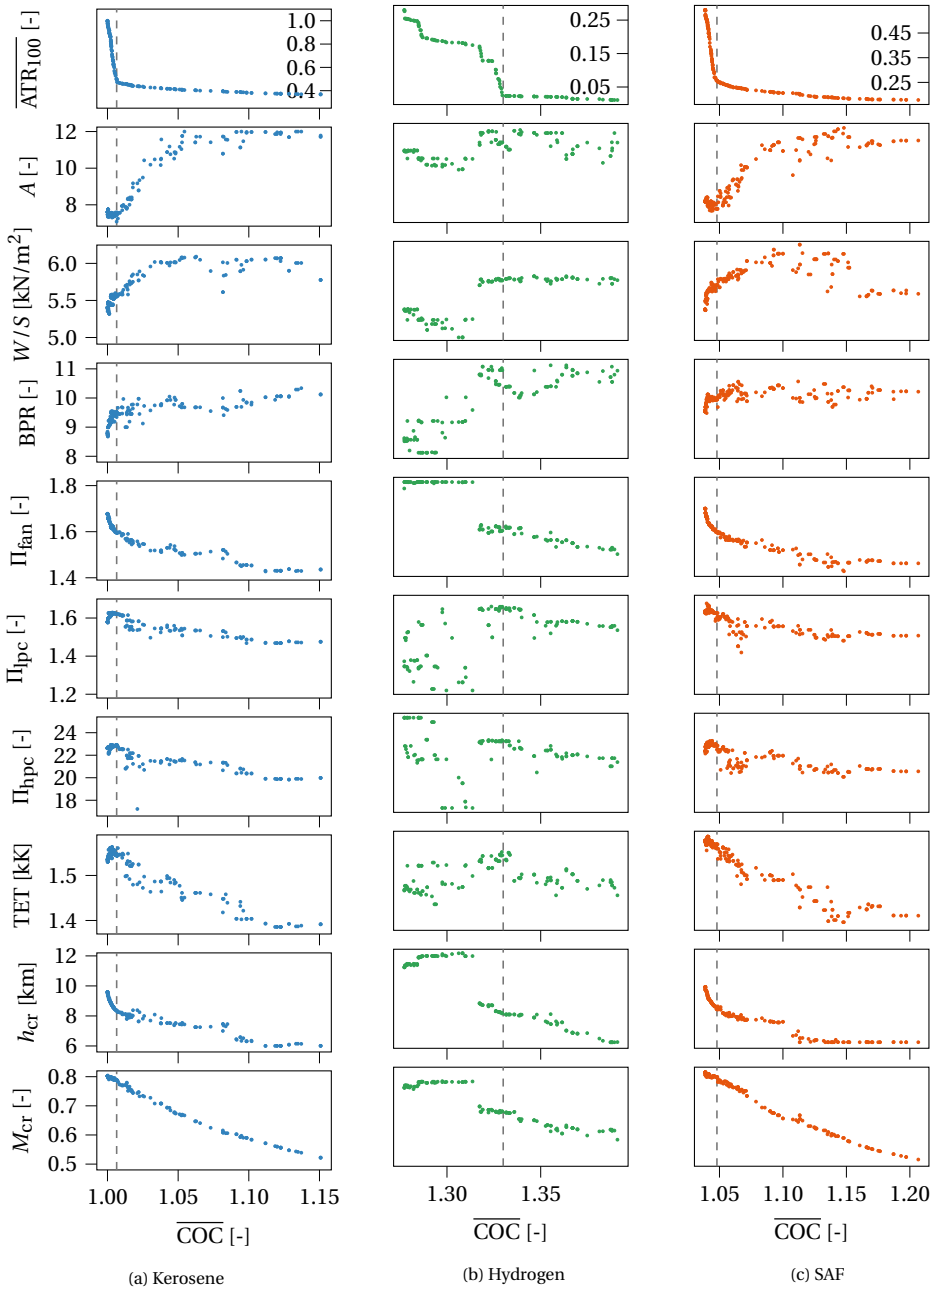 ATR100 [-]
1.0
0.8
0.6
0.4
0.25
0.15
0.05
0.45
0.35
0.25
A [-]
12
10
8
W/S [kN/m²]
6.0
5.5
5.0
BPR [-]
11
10
9
8
Πfan [-]
1.8
1.6
1.4
Πlpc [-]
1.6
1.4
1.2
Πhpc [-]
24
22
20
18
TET [kK]
1.5
1.4
hcr [km]
12
10
8
6
Mcr [-]
0.8
0.7
0.6
0.5
1.00 1.05 1.10 1.15
1.30 1.35
1.05 1.10 1.15 1.20
COC [-]
COC [-]
COC [-]
(a) Kerosene
(b) Hydrogen
(c) SAF